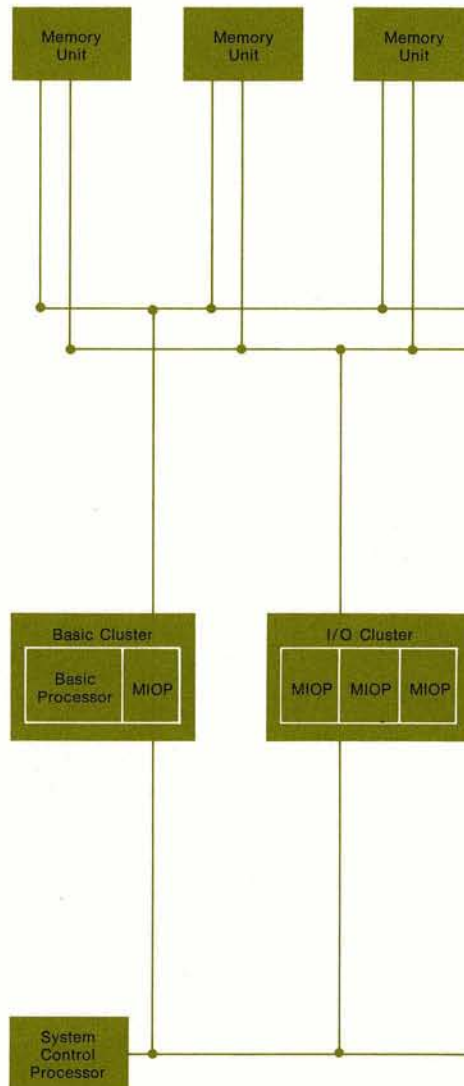 Memory
Unit
Memory
Unit
Memory
Unit
Basic Cluster
Basic
Processor
MIOP
I/O Cluster
MIOP
MIOP
MIOP
System
Control
Processor